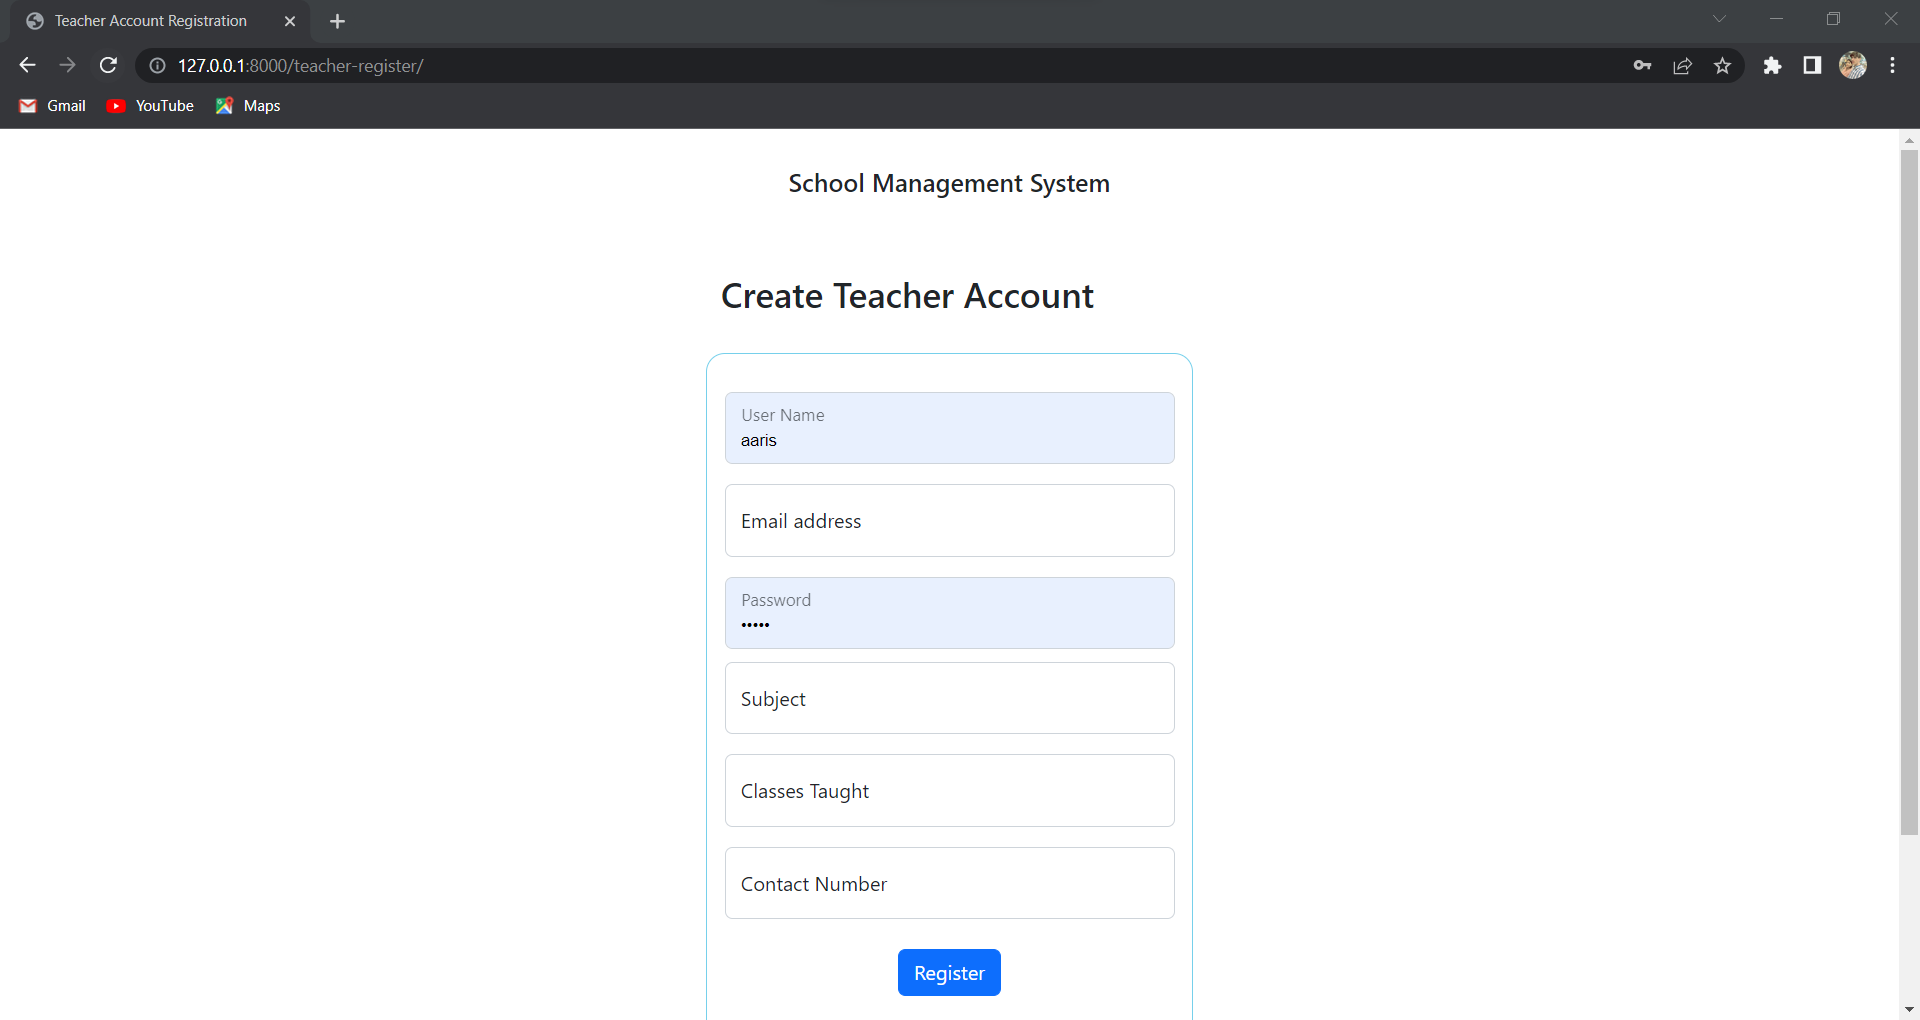 Teacher Account Registration
127.0.0.1:8000/teacher-register/
Gmail YouTube Maps
School Management System
Create Teacher Account
User Name
aaris
Email address
Password
•••••
Subject
Classes Taught
Contact Number
Register